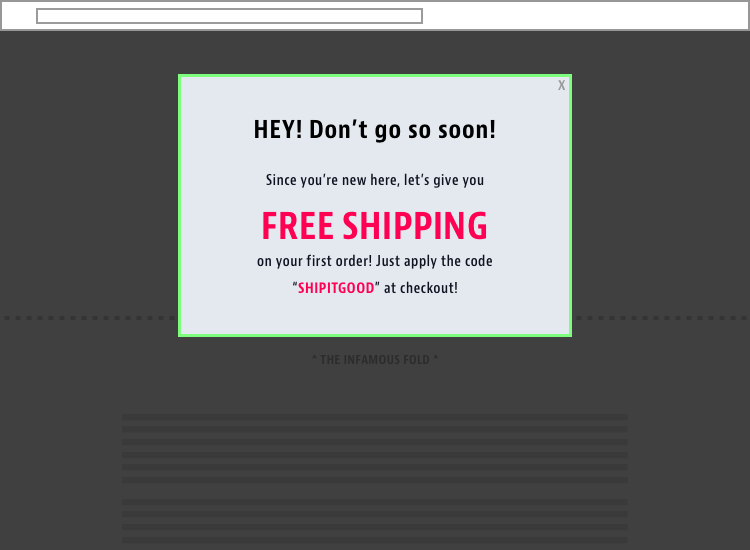 X
HEY! Don’t go so soon!
Since you’re new here, let’s give you
FREE SHIPPING
on your first order! Just apply the code
“SHIPITGOOD” at checkout!
* THE INFAMOUS FOLD *